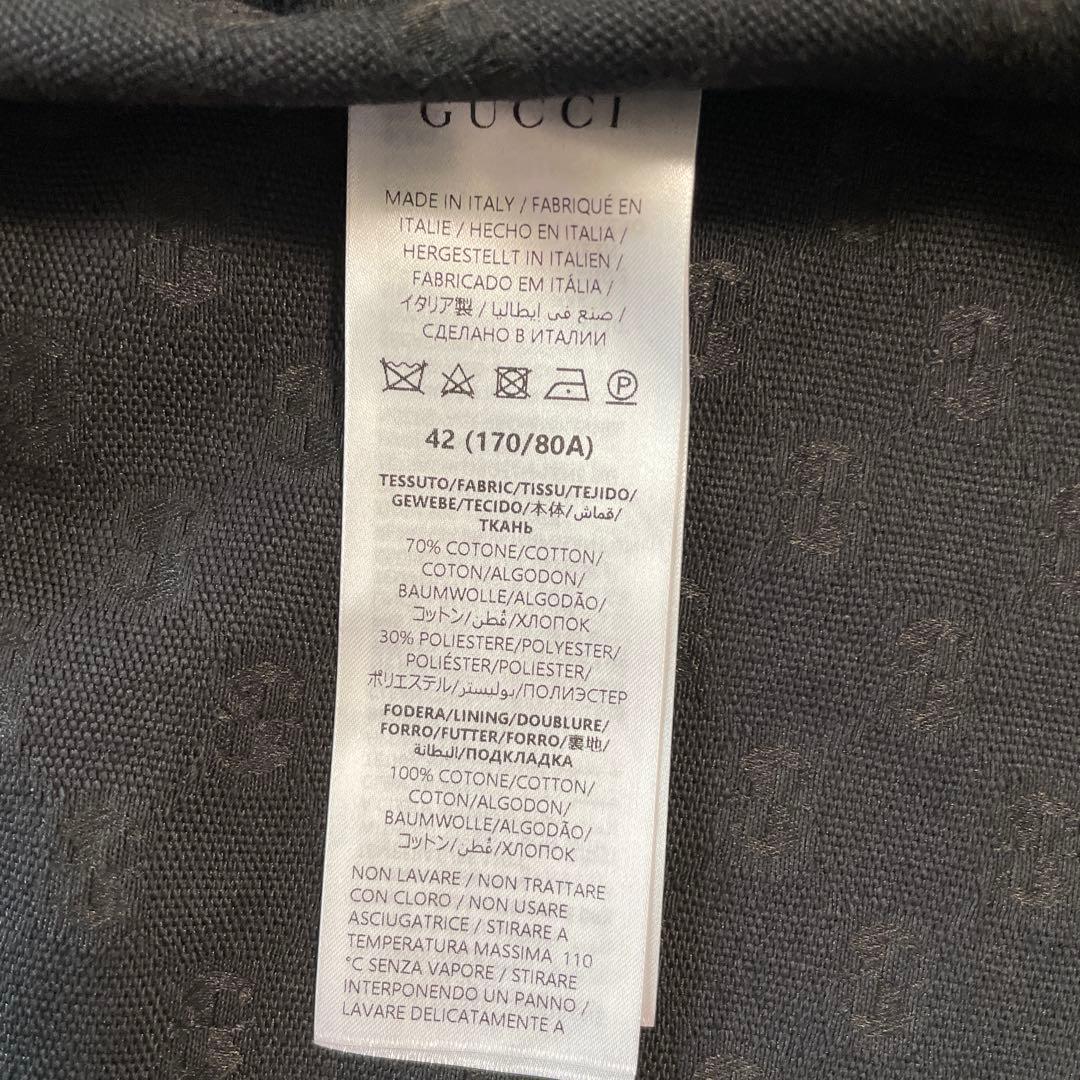 GUCCI
MADE IN ITALY / FABRIQUÉ EN
ITALIE / HECHO EN ITALIA /
HERGESTELLT IN ITALIEN /
FABRICADO EM ITÁLIA /
イタリア製 / صنع في إيطاليا /
СДЕЛАНО В ИТАЛИИ
P
42 (170/80A)
TESSUTO/FABRIC/TISSU/TEJIDO/
GEWEBE/TECIDO/本体/قماش/
ТКАНЬ
70% COTONE/COTTON/
COTON/ALGODON/
BAUMWOLLE/ALGODÃO/
コットン/قُطن/ХЛОПОК
30% POLIESTERE/POLYESTER/
POLIÉSTER/POLIESTER/
ポリエステル/بوليستر/ПОЛИЭСТЕР
FODERA/LINING/DOUBLURE/
FORRO/FUTTER/FORRO/裏地/
البطانة/ПОДКЛАДКА
100% COTONE/COTTON/
COTON/ALGODON/
BAUMWOLLE/ALGODÃO/
コットン/قُطن/ХЛОПОК
NON LAVARE / NON TRATTARE
CON CLORO / NON USARE
ASCIUGATRICE / STIRARE A
TEMPERATURA MASSIMA 110
°C SENZA VAPORE / STIRARE
INTERPONENDO UN PANNO /
LAVARE DELICATAMENTE A